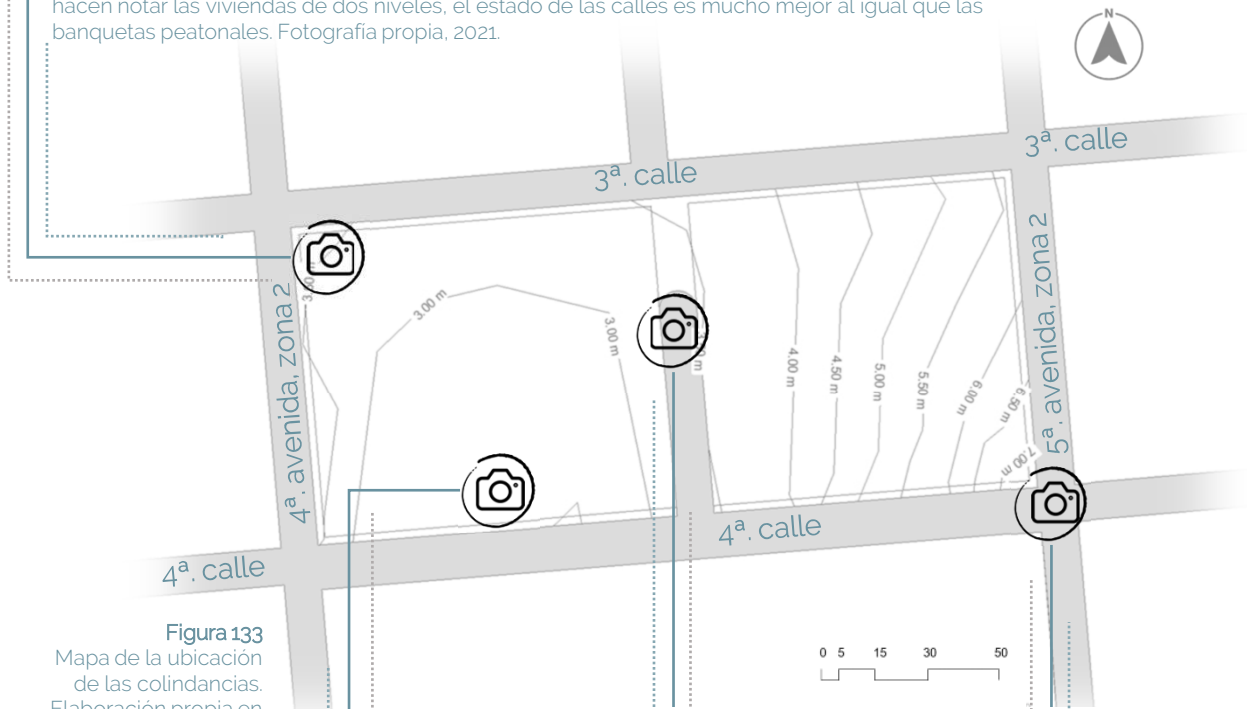 hacen notar las viviendas de dos niveles, el estado de las calles es mucho mejor al igual que las
banquetas peatonales. Fotografía propia, 2021.
N
3ª. calle
3ª. calle
4ª. avenida, zona 2
5ª. avenida, zona 2
3.00 m
3.00 m
4.00 m
4.50 m
5.00 m
5.50 m
6.00 m
6.50 m
7.00 m
4ª. calle
4ª. calle
Figura 133
Mapa de la ubicación
de las colindancias.
Elaboración propia en
0 5 15 30 50